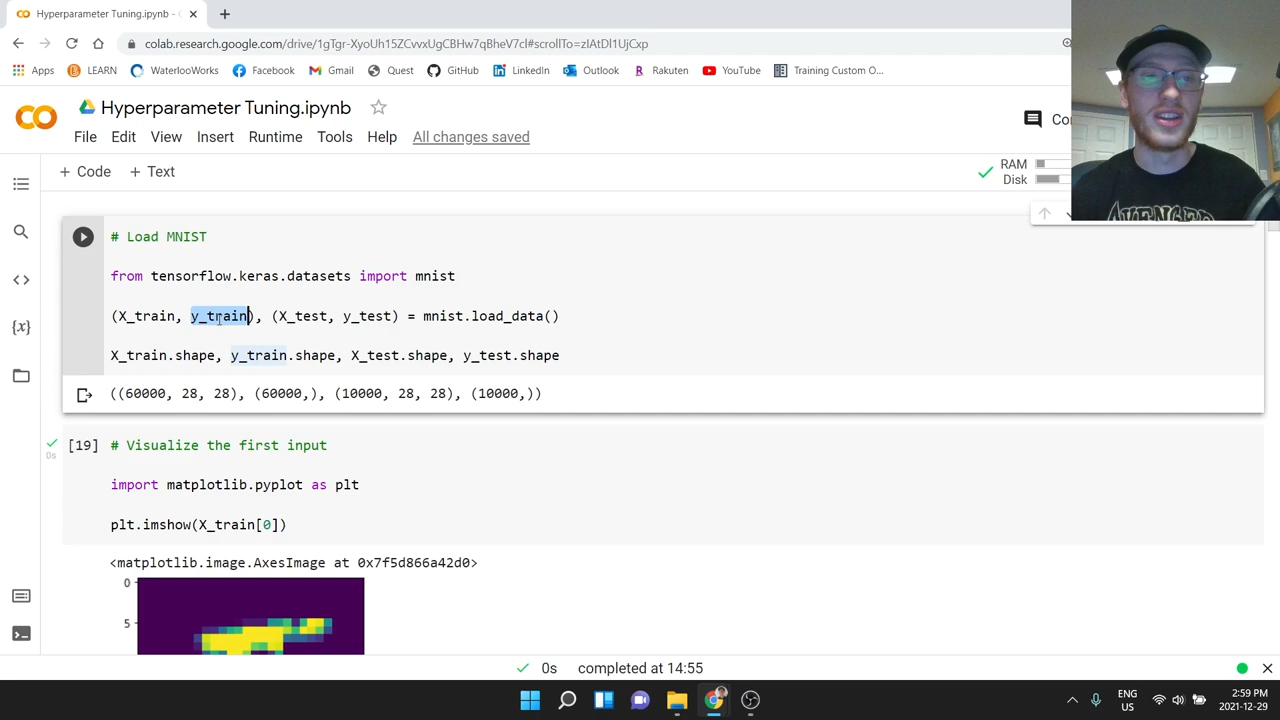 Hyperparameter Tuning.ipynb -
colab.research.google.com/drive/1gTgr-XycUh15ZCvvxUgCBHw7qBheV7cl#scrollTo=zIAtDl1UjCxp
Apps LEARN WaterlooWorks Facebook Gmail Quest GitHub LinkedIn Outlook Rakuten YouTube Training Custom O...
Hyperparameter Tuning.ipynb
File Edit View Insert Runtime Tools Help All changes saved
Co
+ Code + Text
RAM
Disk
# Load MNIST
from tensorflow.keras.datasets import mnist
(X_train, y_train), (X_test, y_test) = mnist.load_data()
X_train.shape, y_train.shape, X_test.shape, y_test.shape
((60000, 28, 28), (60000,), (10000, 28, 28), (10000,))
[19] # Visualize the first input
0s
import matplotlib.pyplot as plt
plt.imshow(X_train[0])
<matplotlib.image.AxesImage at 0x7f5d866a42d0>
0
5
0s completed at 14:55
ENG
US
2:59 PM
2021-12-29
AVENGED